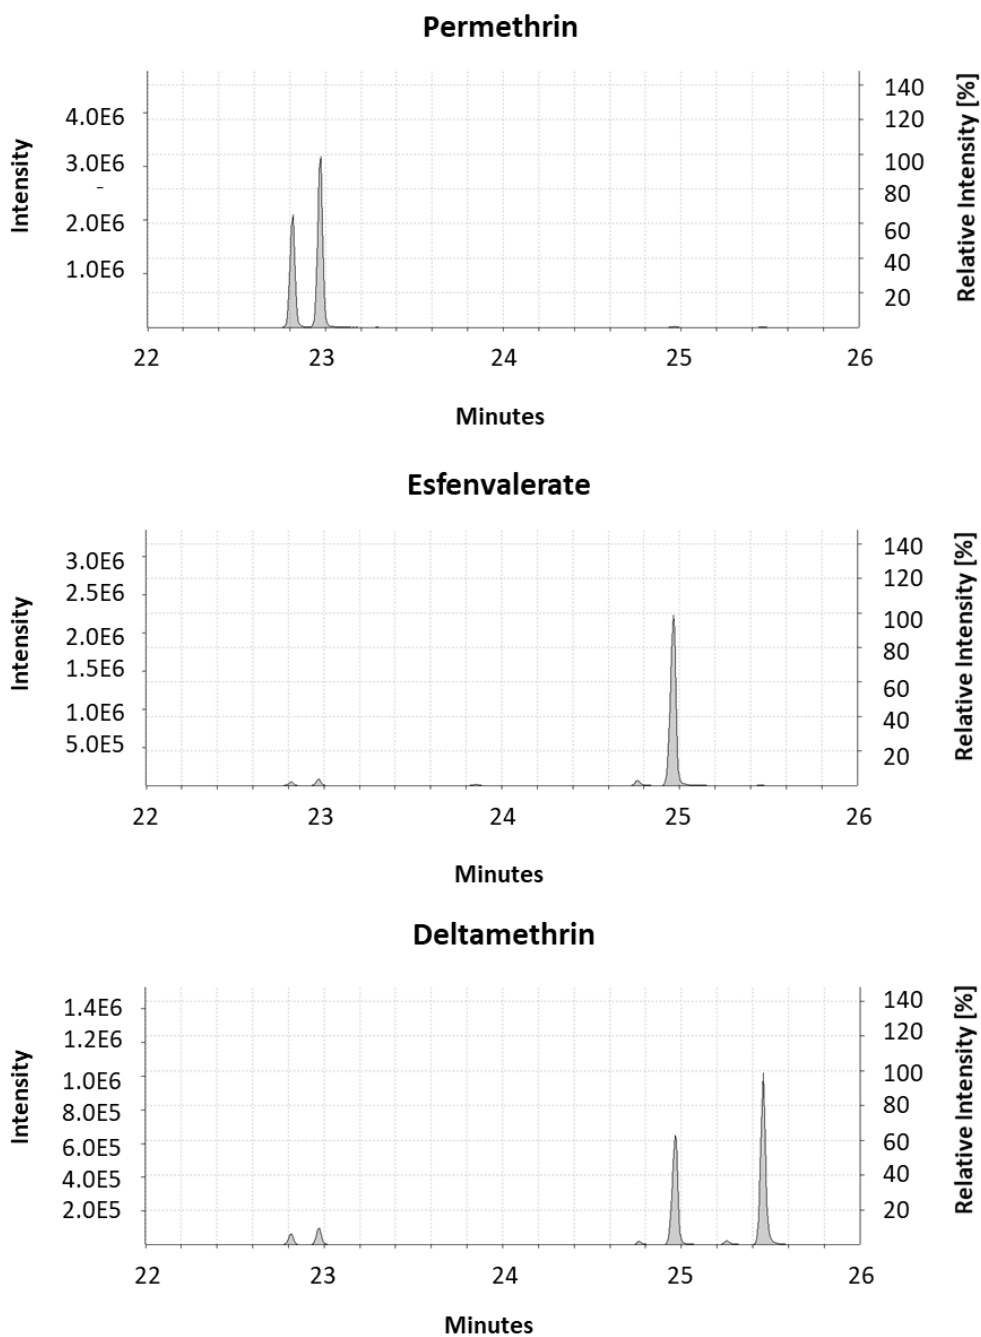 Permethrin
Intensity
4.0E6
3.0E6
2.0E6
1.0E6
140
120
100
80
60
40
20
Relative Intensity [%]
22 23 24 25 26
Minutes
Esfenvalerate
Intensity
3.0E6
2.5E6
2.0E6
1.5E6
1.0E6
5.0E5
140
120
100
80
60
40
20
Relative Intensity [%]
22 23 24 25 26
Minutes
Deltamethrin
Intensity
1.4E6
1.2E6
1.0E6
8.0E5
6.0E5
4.0E5
2.0E5
140
120
100
80
60
40
20
Relative Intensity [%]
22 23 24 25 26
Minutes